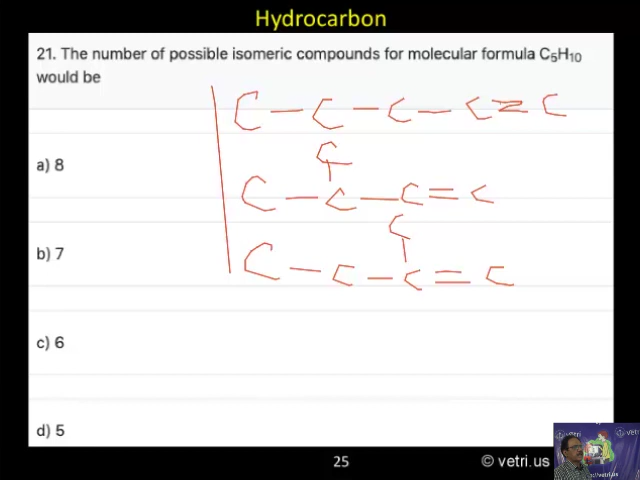 Hydrocarbon
21. The number of possible isomeric compounds for molecular formula C₅H₁₀
would be
C — C — C — C = C
a) 8
C
C — C — C = C
C
b) 7
C — C — C = C
c) 6
d) 5
25
© vetri.us